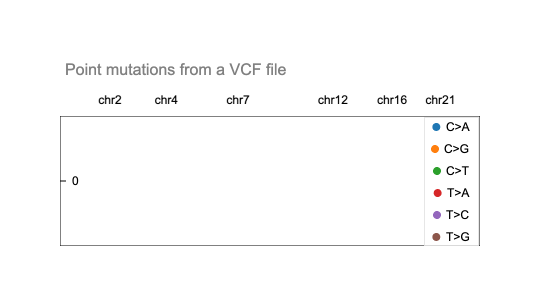 Point mutations from a VCF file
chr2 chr4 chr7 chr12 chr16 chr21
C>A
C>G
C>T
0
T>A
T>C
T>G